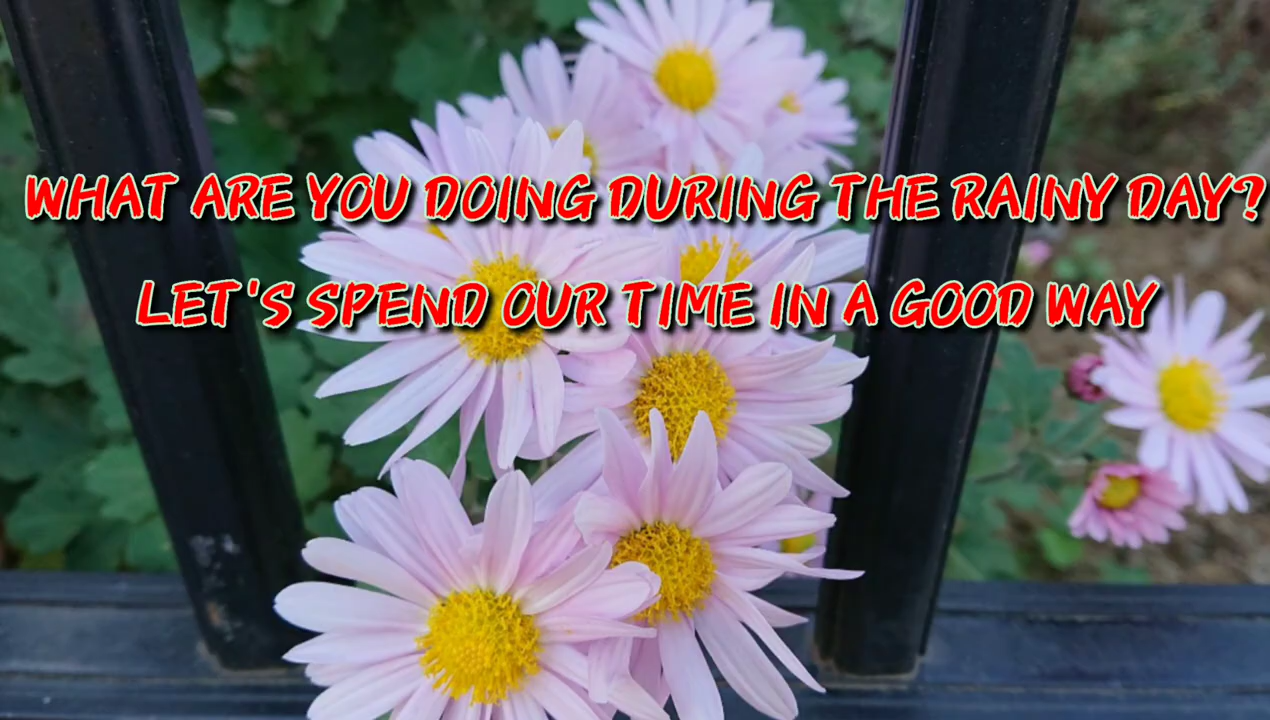 WHAT ARE YOU DOING DURING THE RAINY DAY?
LET'S SPEND OUR TIME IN A GOOD WAY